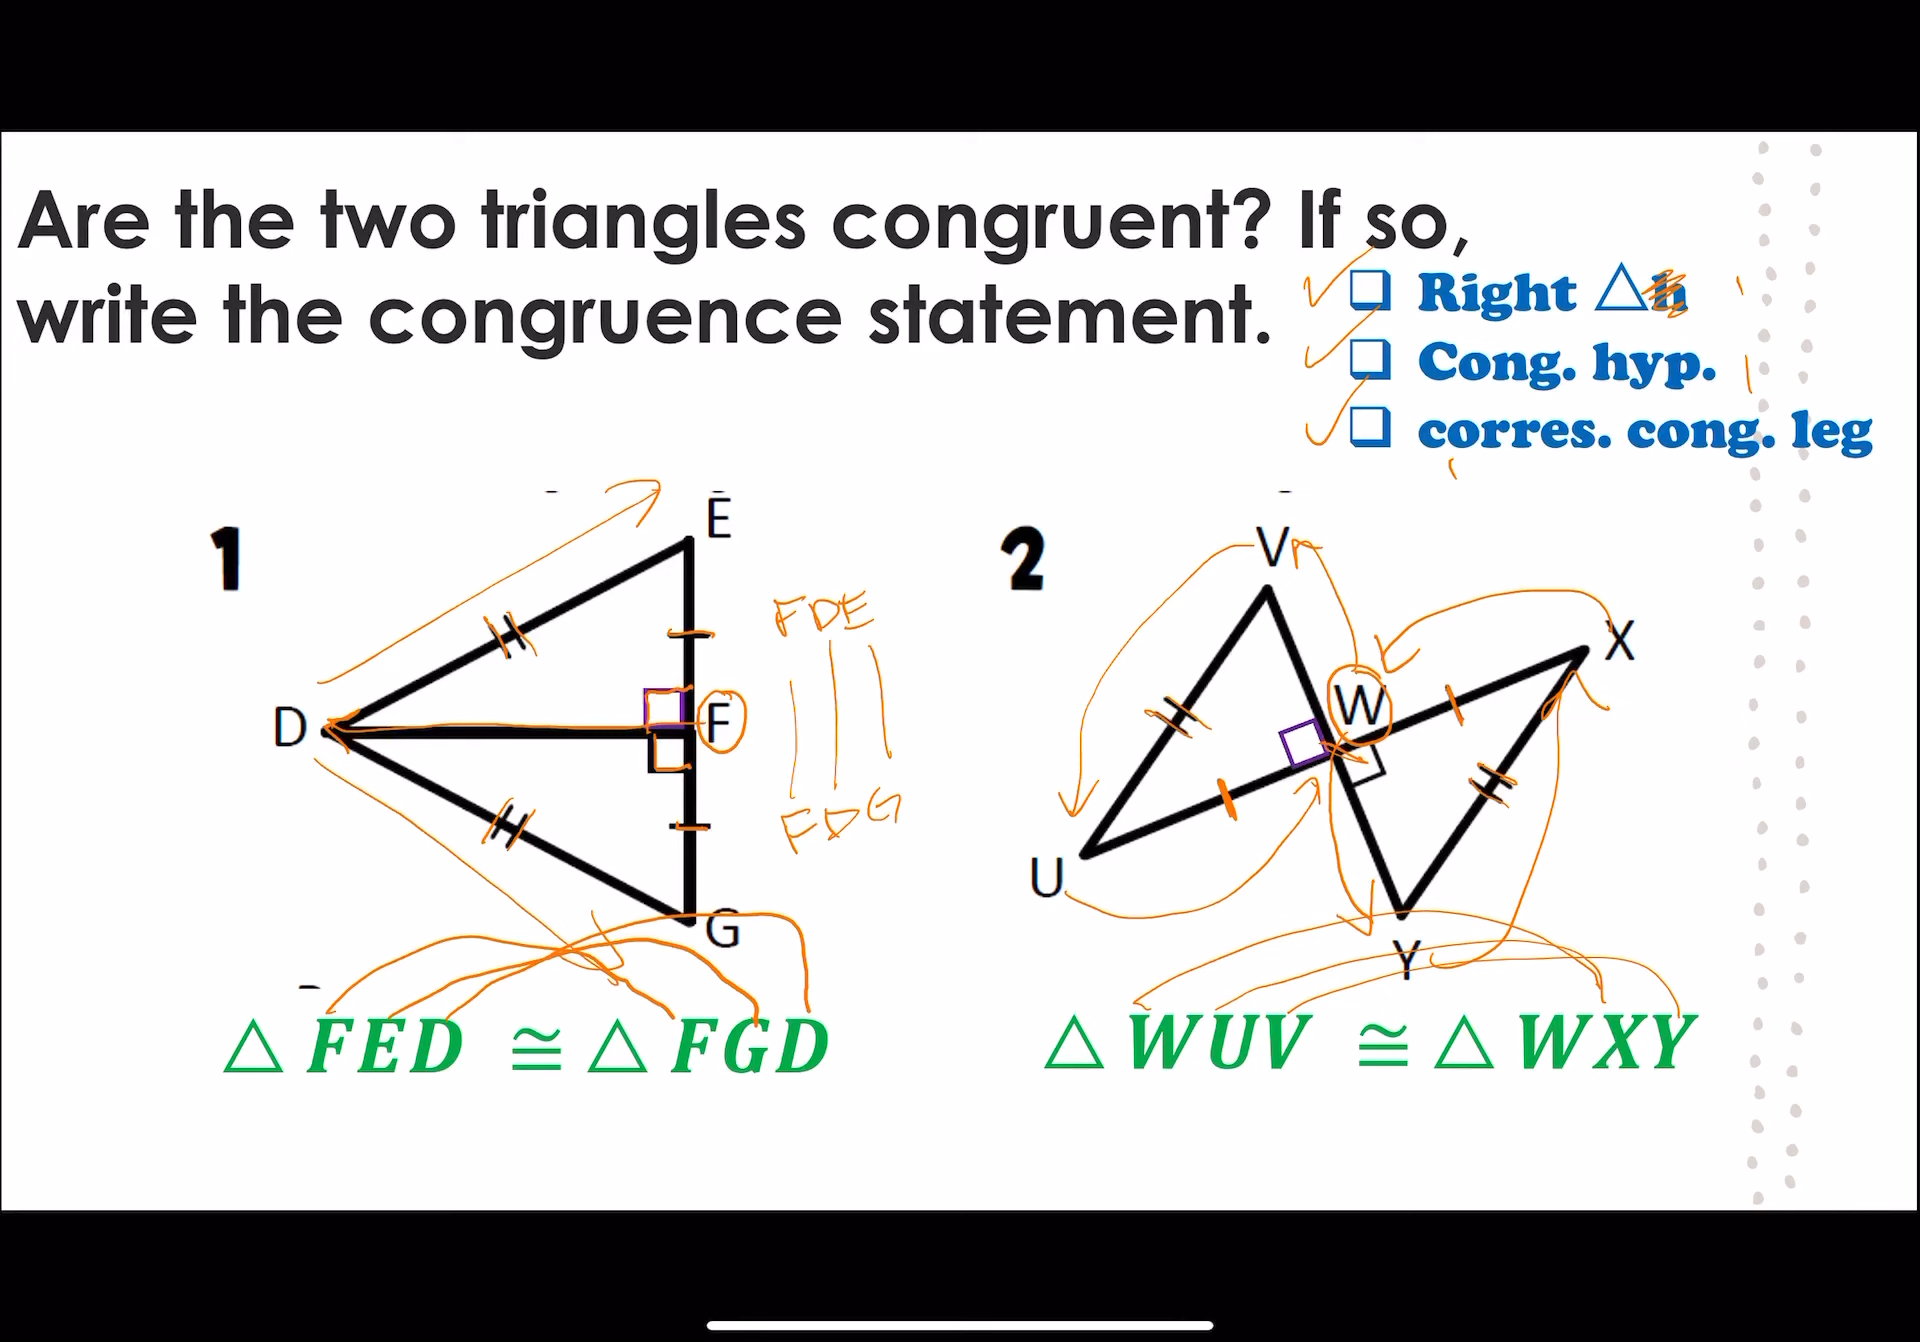 Are the two triangles congruent? If so,
write the congruence statement.
❑ Right △
❑ Cong. hyp.
❑ corres. cong. leg
1
E
D
F
G
FDE
FDG
△ FED ≅ △ FGD
2
V
X
W
U
Y
△ WUV ≅ △ WXY